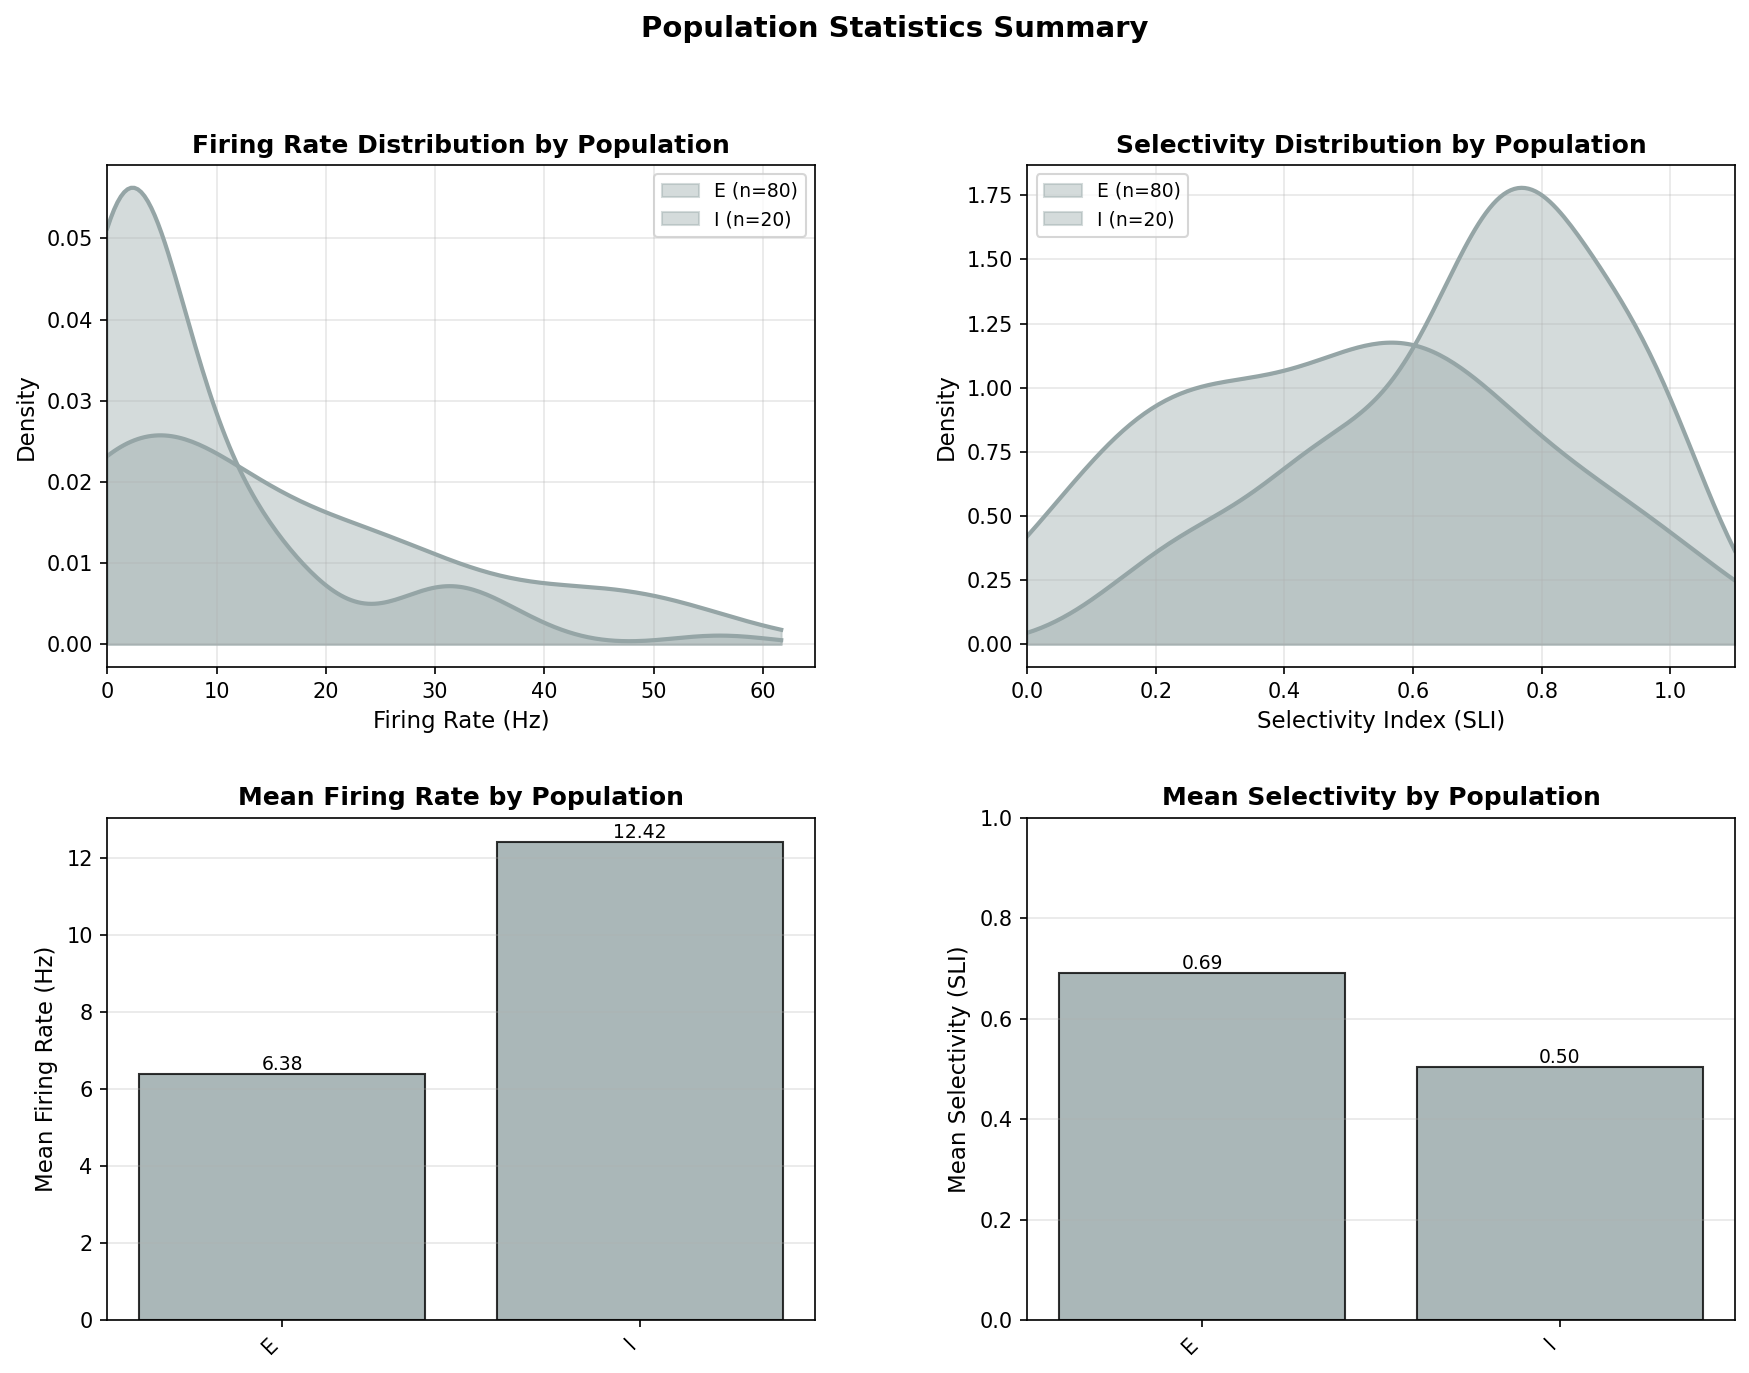 Population Statistics Summary
Firing Rate Distribution by Population
E (n=80)
I (n=20)
0.05
0.04
0.03
0.02
0.01
0.00
Density
0 10 20 30 40 50 60
Firing Rate (Hz)
Selectivity Distribution by Population
E (n=80)
I (n=20)
1.75
1.50
1.25
1.00
0.75
0.50
0.25
0.00
Density
0.0 0.2 0.4 0.6 0.8 1.0
Selectivity Index (SLI)
Mean Firing Rate by Population
12.42
6.38
12
10
8
6
4
2
0
Mean Firing Rate (Hz)
E I
Mean Selectivity by Population
0.69
0.50
1.0
0.8
0.6
0.4
0.2
0.0
Mean Selectivity (SLI)
E I